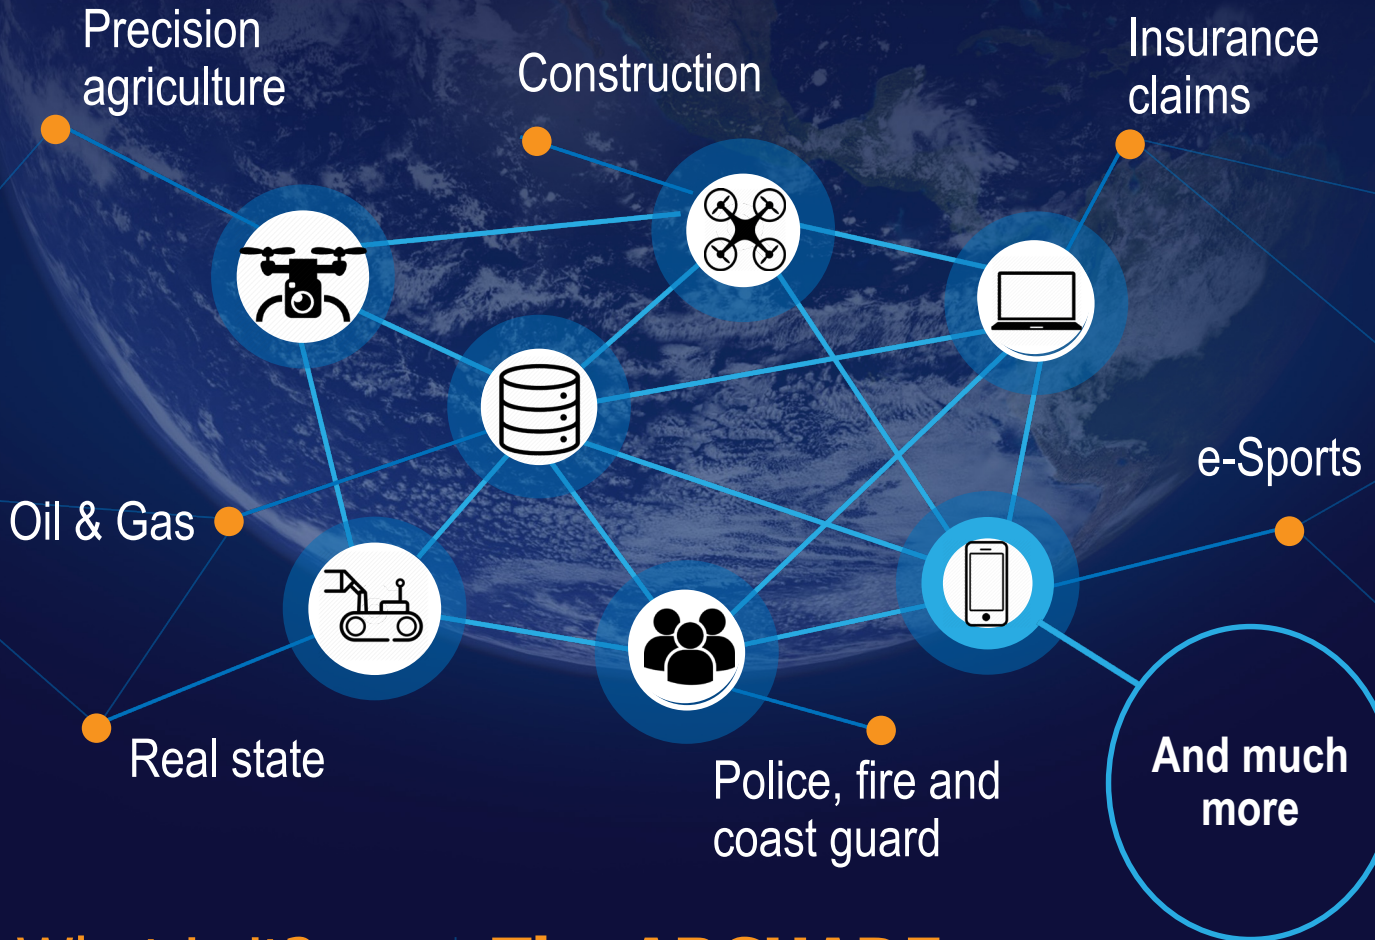 Precision
agriculture
Construction
Insurance
claims
e-Sports
Oil & Gas
Real state
Police, fire and
coast guard
And much
more